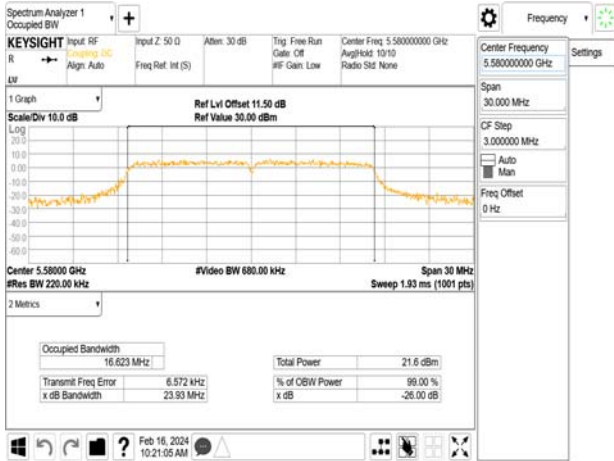 Spectrum Analyzer 1
Occupied BW
Frequency
KEYSIGHT
Input: RF
Coupling: DC
Align: Auto
R
LXI
Input Z: 50 Ω
Freq Ref: Int (S)
Atten: 30 dB
Trig: Free Run
Gate: Off
#IF Gain: Low
Center Freq: 5.580000000 GHz
Avg|Hold: 10/10
Radio Std: None
Center Frequency
5.580000000 GHz
Settings
Span
30.000 MHz
CF Step
3.000000 MHz
Auto
Man
Freq Offset
0 Hz
1 Graph
Scale/Div 10.0 dB
Ref Lvl Offset 11.50 dB
Ref Value 30.00 dBm
Log
20.0
10.0
0.00
-10.0
-20.0
-30.0
-40.0
-50.0
-60.0
Center 5.58000 GHz
#Res BW 220.00 kHz
#Video BW 680.00 kHz
Span 30 MHz
Sweep 1.93 ms (1001 pts)
2 Metrics
Occupied Bandwidth
16.623 MHz
Transmit Freq Error 6.572 kHz
x dB Bandwidth 23.93 MHz
Total Power 21.6 dBm
% of OBW Power 99.00 %
x dB -26.00 dB
?
Feb 16, 2024
10:21:05 AM